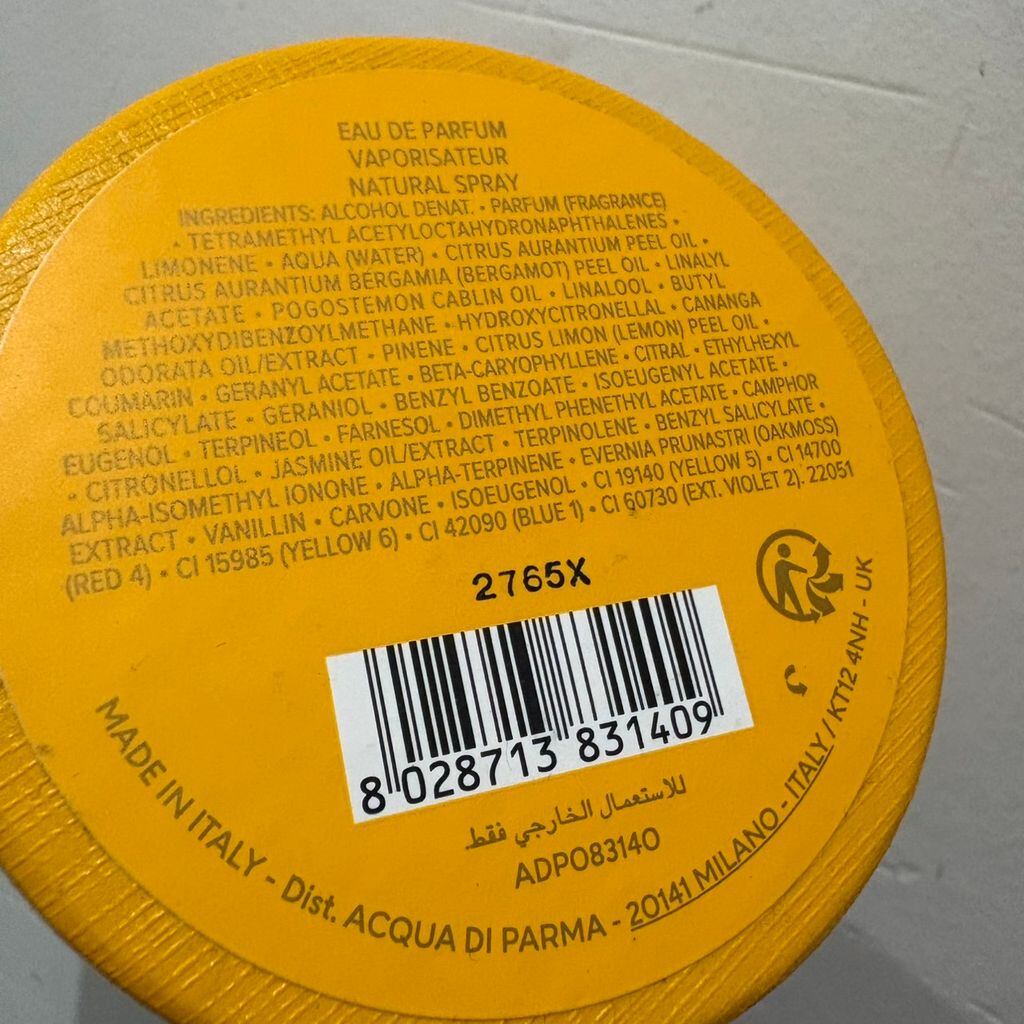 EAU DE PARFUM
VAPORISATEUR
NATURAL SPRAY
INGREDIENTS: ALCOHOL DENAT. • PARFUM (FRAGRANCE)
• TETRAMETHYL ACETYLOCTAHYDRONAPHTHALENES •
LIMONENE • AQUA (WATER) • CITRUS AURANTIUM PEEL OIL •
CITRUS AURANTIUM BERGAMIA (BERGAMOT) PEEL OIL • LINALYL
ACETATE • POGOSTEMON CABLIN OIL • LINALOOL • BUTYL
METHOXYDIBENZOYLMETHANE • HYDROXYCITRONELLAL • CANANGA
ODORATA OIL/EXTRACT • PINENE • CITRUS LIMON (LEMON) PEEL OIL •
COUMARIN • GERANYL ACETATE • BETA-CARYOPHYLLENE • CITRAL • ETHYLHEXYL
SALICYLATE • GERANIOL • BENZYL BENZOATE • ISOEUGENYL ACETATE •
EUGENOL • TERPINEOL • FARNESOL • DIMETHYL PHENETHYL ACETATE • CAMPHOR
• CITRONELLOL • JASMINE OIL/EXTRACT • TERPINOLENE • BENZYL SALICYLATE •
ALPHA-ISOMETHYL IONONE • ALPHA-TERPINENE • EVERNIA PRUNASTRI (OAKMOSS)
EXTRACT • VANILLIN • CARVONE • ISOEUGENOL • CI 19140 (YELLOW 5) • CI 14700
(RED 4) • CI 15985 (YELLOW 6) • CI 42090 (BLUE 1) • CI 60730 (EXT. VIOLET 2). 22051
2765X
8 028713 831409
للاستعمال الخارجي فقط
ADP083140
MADE IN ITALY - Dist. ACQUA DI PARMA - 20141 MILANO - ITALY / KT12 4NH - UK